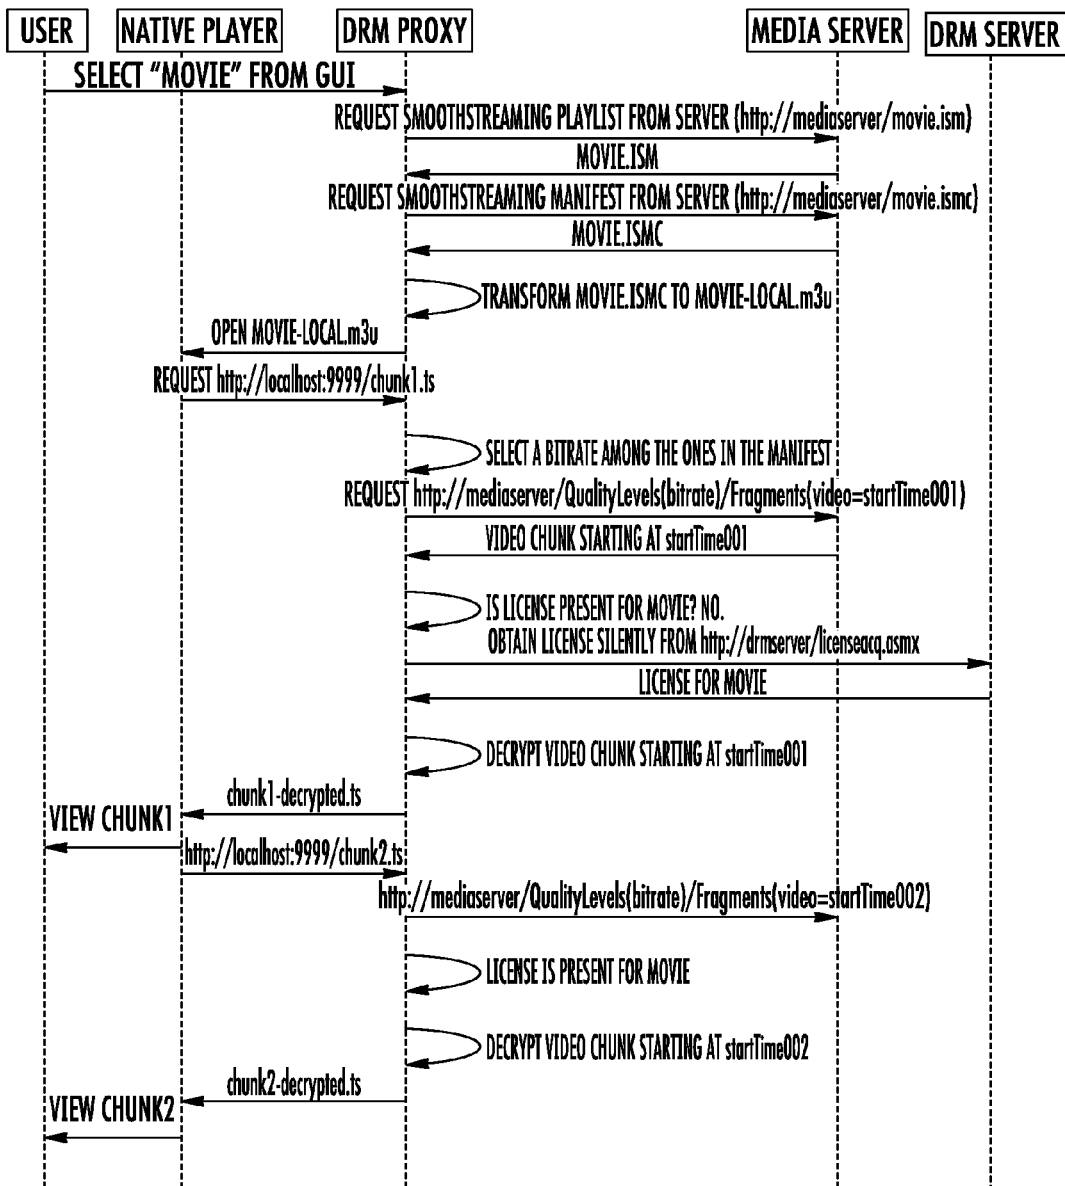 USER
NATIVE PLAYER
DRM PROXY
MEDIA SERVER
DRM SERVER
SELECT “MOVIE” FROM GUI
REQUEST SMOOTHSTREAMING PLAYLIST FROM SERVER (http://mediaserver/movie.ism)
MOVIE.ISM
REQUEST SMOOTHSTREAMING MANIFEST FROM SERVER (http://mediaserver/movie.ismc)
MOVIE.ISMC
TRANSFORM MOVIE.ISMC TO MOVIE-LOCAL.m3u
OPEN MOVIE-LOCAL.m3u
REQUEST http://localhost:9999/chunk1.ts
SELECT A BITRATE AMONG THE ONES IN THE MANIFEST
REQUEST http://mediaserver/QualityLevels(bitrate)/Fragments(video=startTime001)
VIDEO CHUNK STARTING AT startTime001
IS LICENSE PRESENT FOR MOVIE? NO.
OBTAIN LICENSE SILENTLY FROM http://drmserver/licenseacq.asmx
LICENSE FOR MOVIE
DECRYPT VIDEO CHUNK STARTING AT startTime001
chunk1-decrypted.ts
VIEW CHUNK1
http://localhost:9999/chunk2.ts
http://mediaserver/QualityLevels(bitrate)/Fragments(video=startTime002)
LICENSE IS PRESENT FOR MOVIE
DECRYPT VIDEO CHUNK STARTING AT startTime002
chunk2-decrypted.ts
VIEW CHUNK2